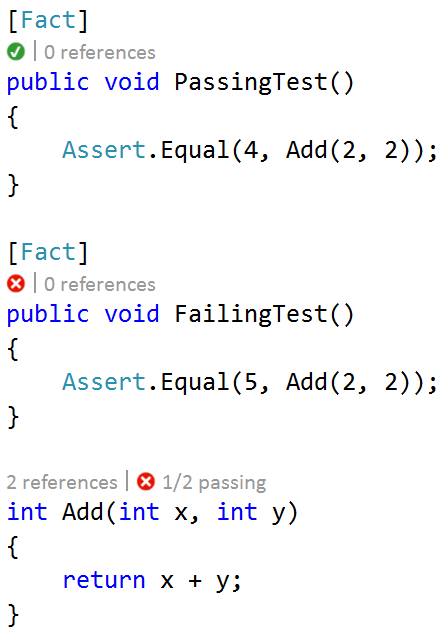 [Fact]
0 references
public void PassingTest()
{
    Assert.Equal(4, Add(2, 2));
}
[Fact]
0 references
public void FailingTest()
{
    Assert.Equal(5, Add(2, 2));
}
2 references | 1/2 passing
int Add(int x, int y)
{
    return x + y;
}